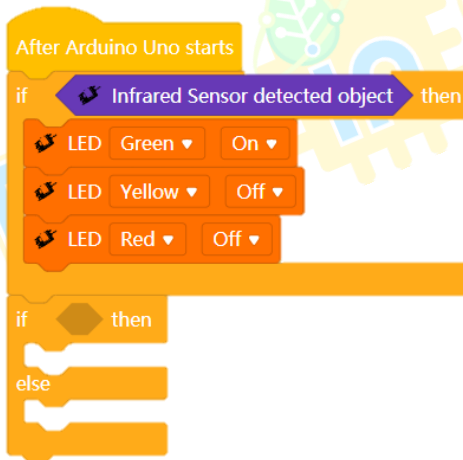 After Arduino Uno starts
if Infrared Sensor detected object then
LED Green On
LED Yellow Off
LED Red Off
if then
else